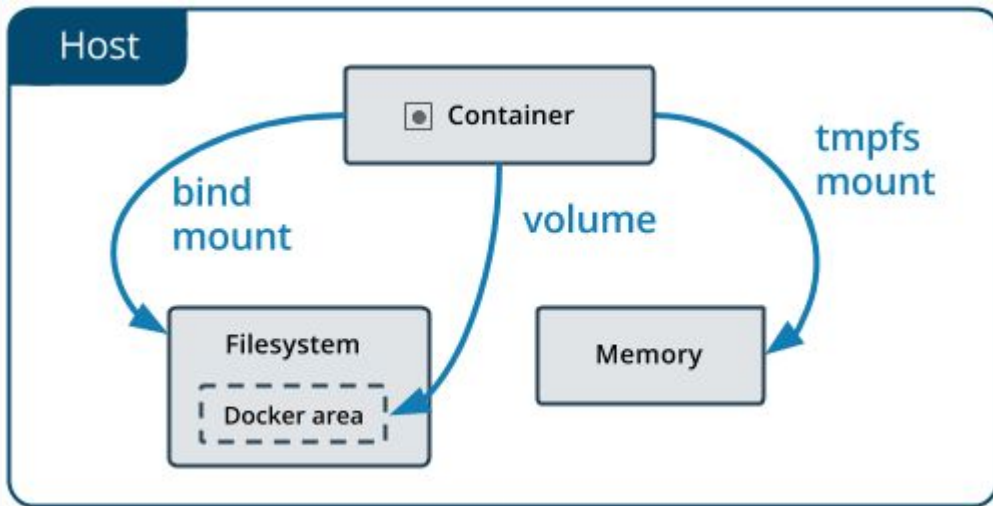 Host
Container
tmpfs
mount
bind
mount
volume
Filesystem
Memory
Docker area